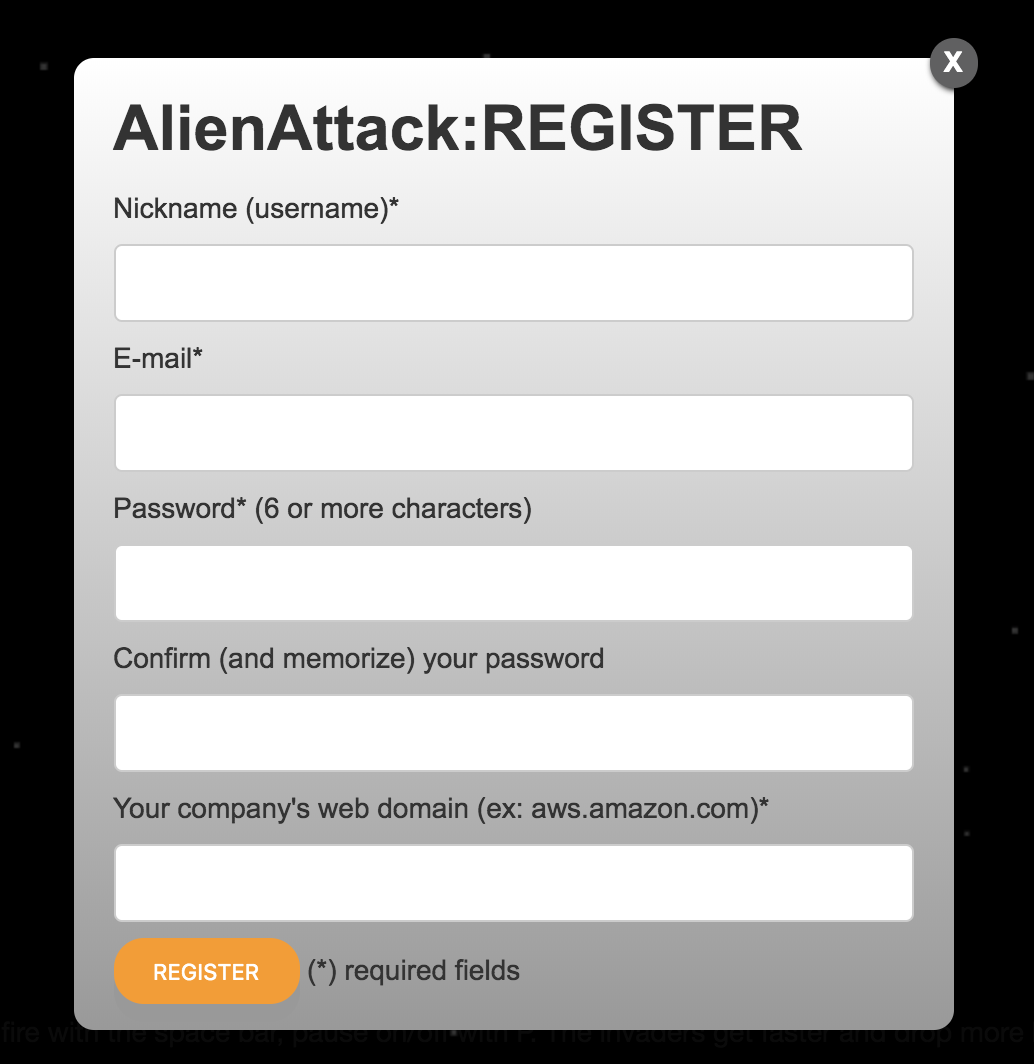 X
AlienAttack:REGISTER
Nickname (username)*
E-mail*
Password* (6 or more characters)
Confirm (and memorize) your password
Your company's web domain (ex: aws.amazon.com)*
REGISTER (*) required fields
fire with the space bar, pause on/off with P. The invaders get faster and drop more